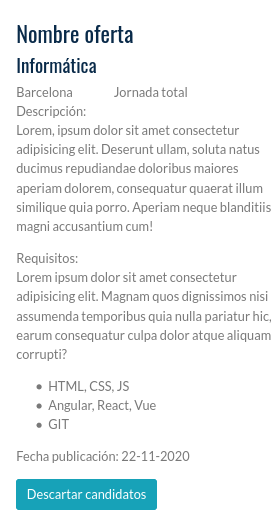 Nombre oferta
Informática
Barcelona Jornada total
Descripción:
Lorem, ipsum dolor sit amet consectetur
adipisicing elit. Deserunt ullam, soluta natus
ducimus repudiandae doloribus maiores
aperiam dolorem, consequatur quaerat illum
similique quia porro. Aperiam neque blanditiis
magni accusantium cum!
Requisitos:
Lorem ipsum dolor sit amet consectetur
adipisicing elit. Magnam quos dignissimos nisi
assumenda temporibus quia nulla pariatur hic,
earum consequatur culpa dolor atque aliquam
corrupti?
• HTML, CSS, JS
• Angular, React, Vue
• GIT
Fecha publicación: 22-11-2020
Descartar candidatos